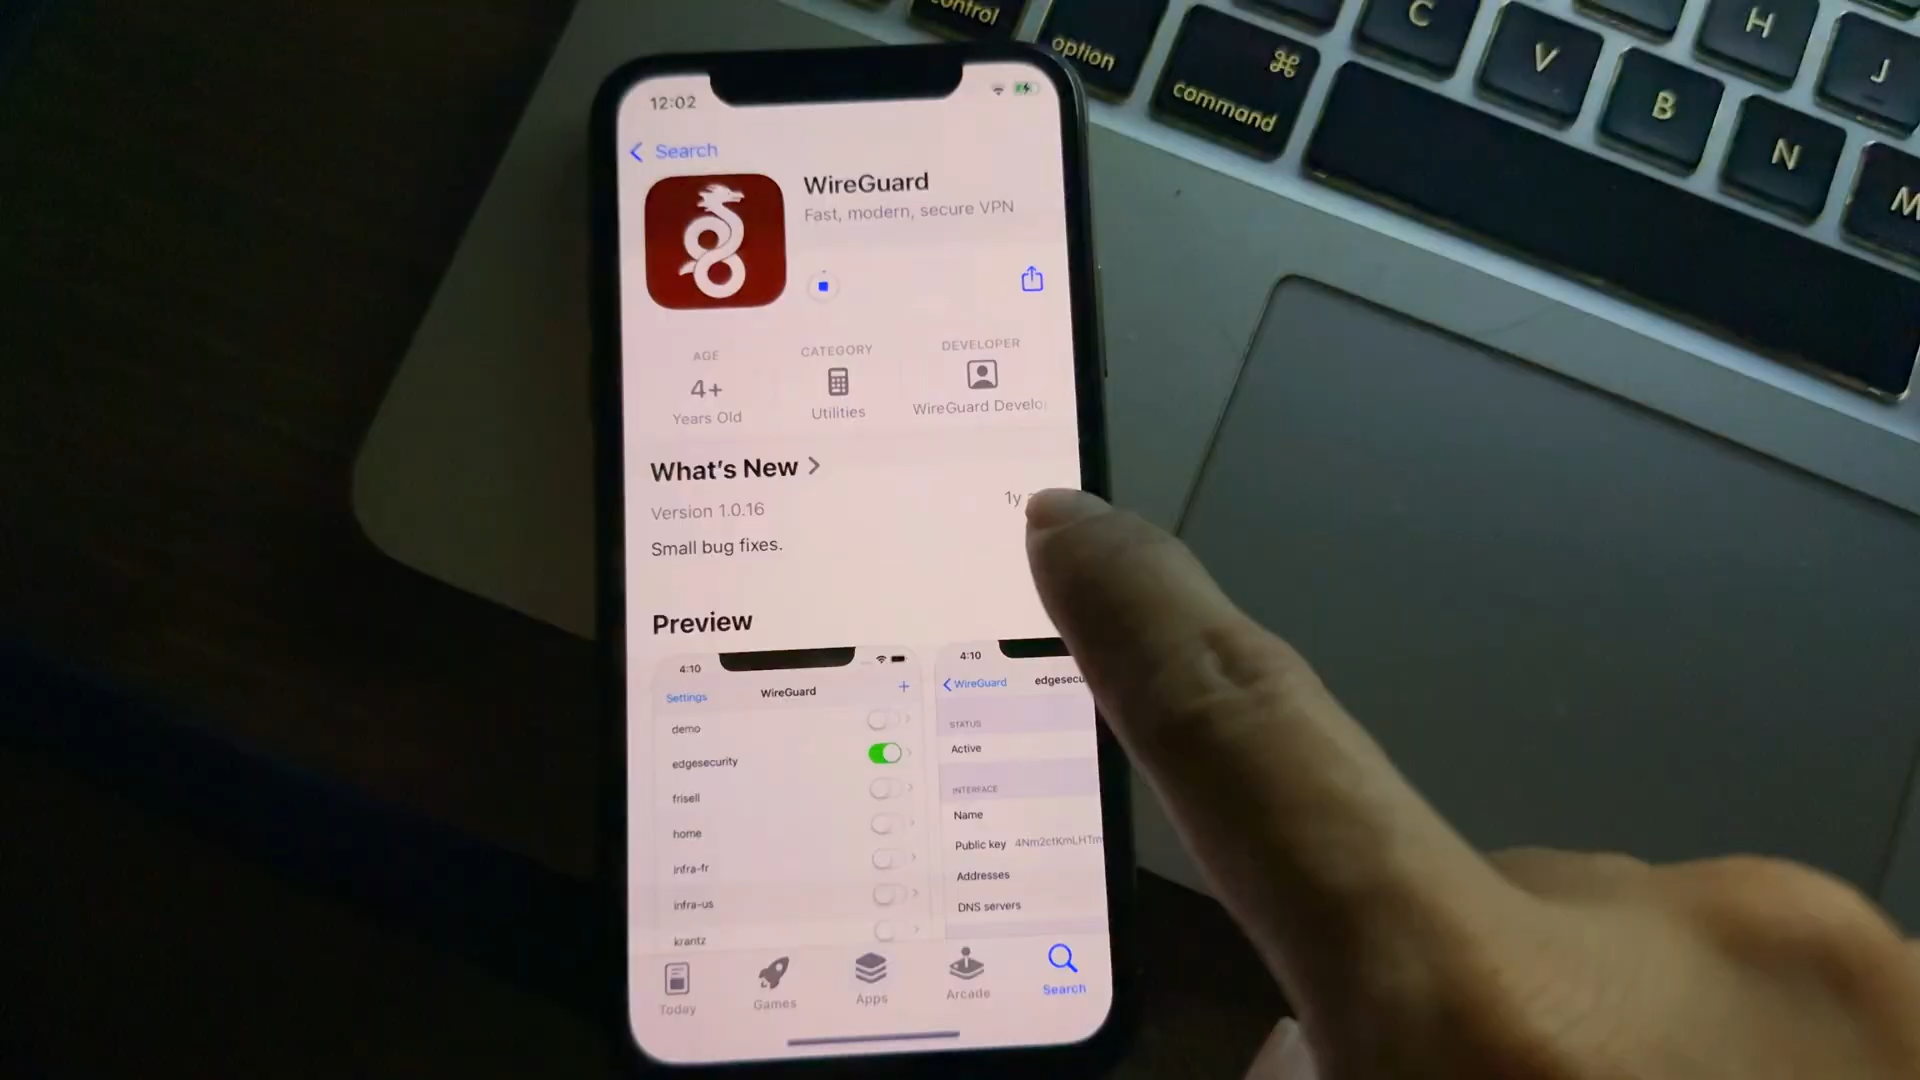 control
option
command
C
V
B
H
N
J
M
12:02
Search
WireGuard
Fast, modern, secure VPN
AGE
4+
Years Old
CATEGORY
Utilities
DEVELOPER
WireGuard Develo
What's New
Version 1.0.16
1y
Small bug fixes.
Preview
4:10
Settings
WireGuard
+
demo
edgesecurity
frisell
home
infra-fr
infra-us
krantz
4:10
WireGuard
edgesecu
STATUS
Active
INTERFACE
Name
Public key 4Nm2ctKmLHTm
Addresses
DNS servers
Today
Games
Apps
Arcade
Search